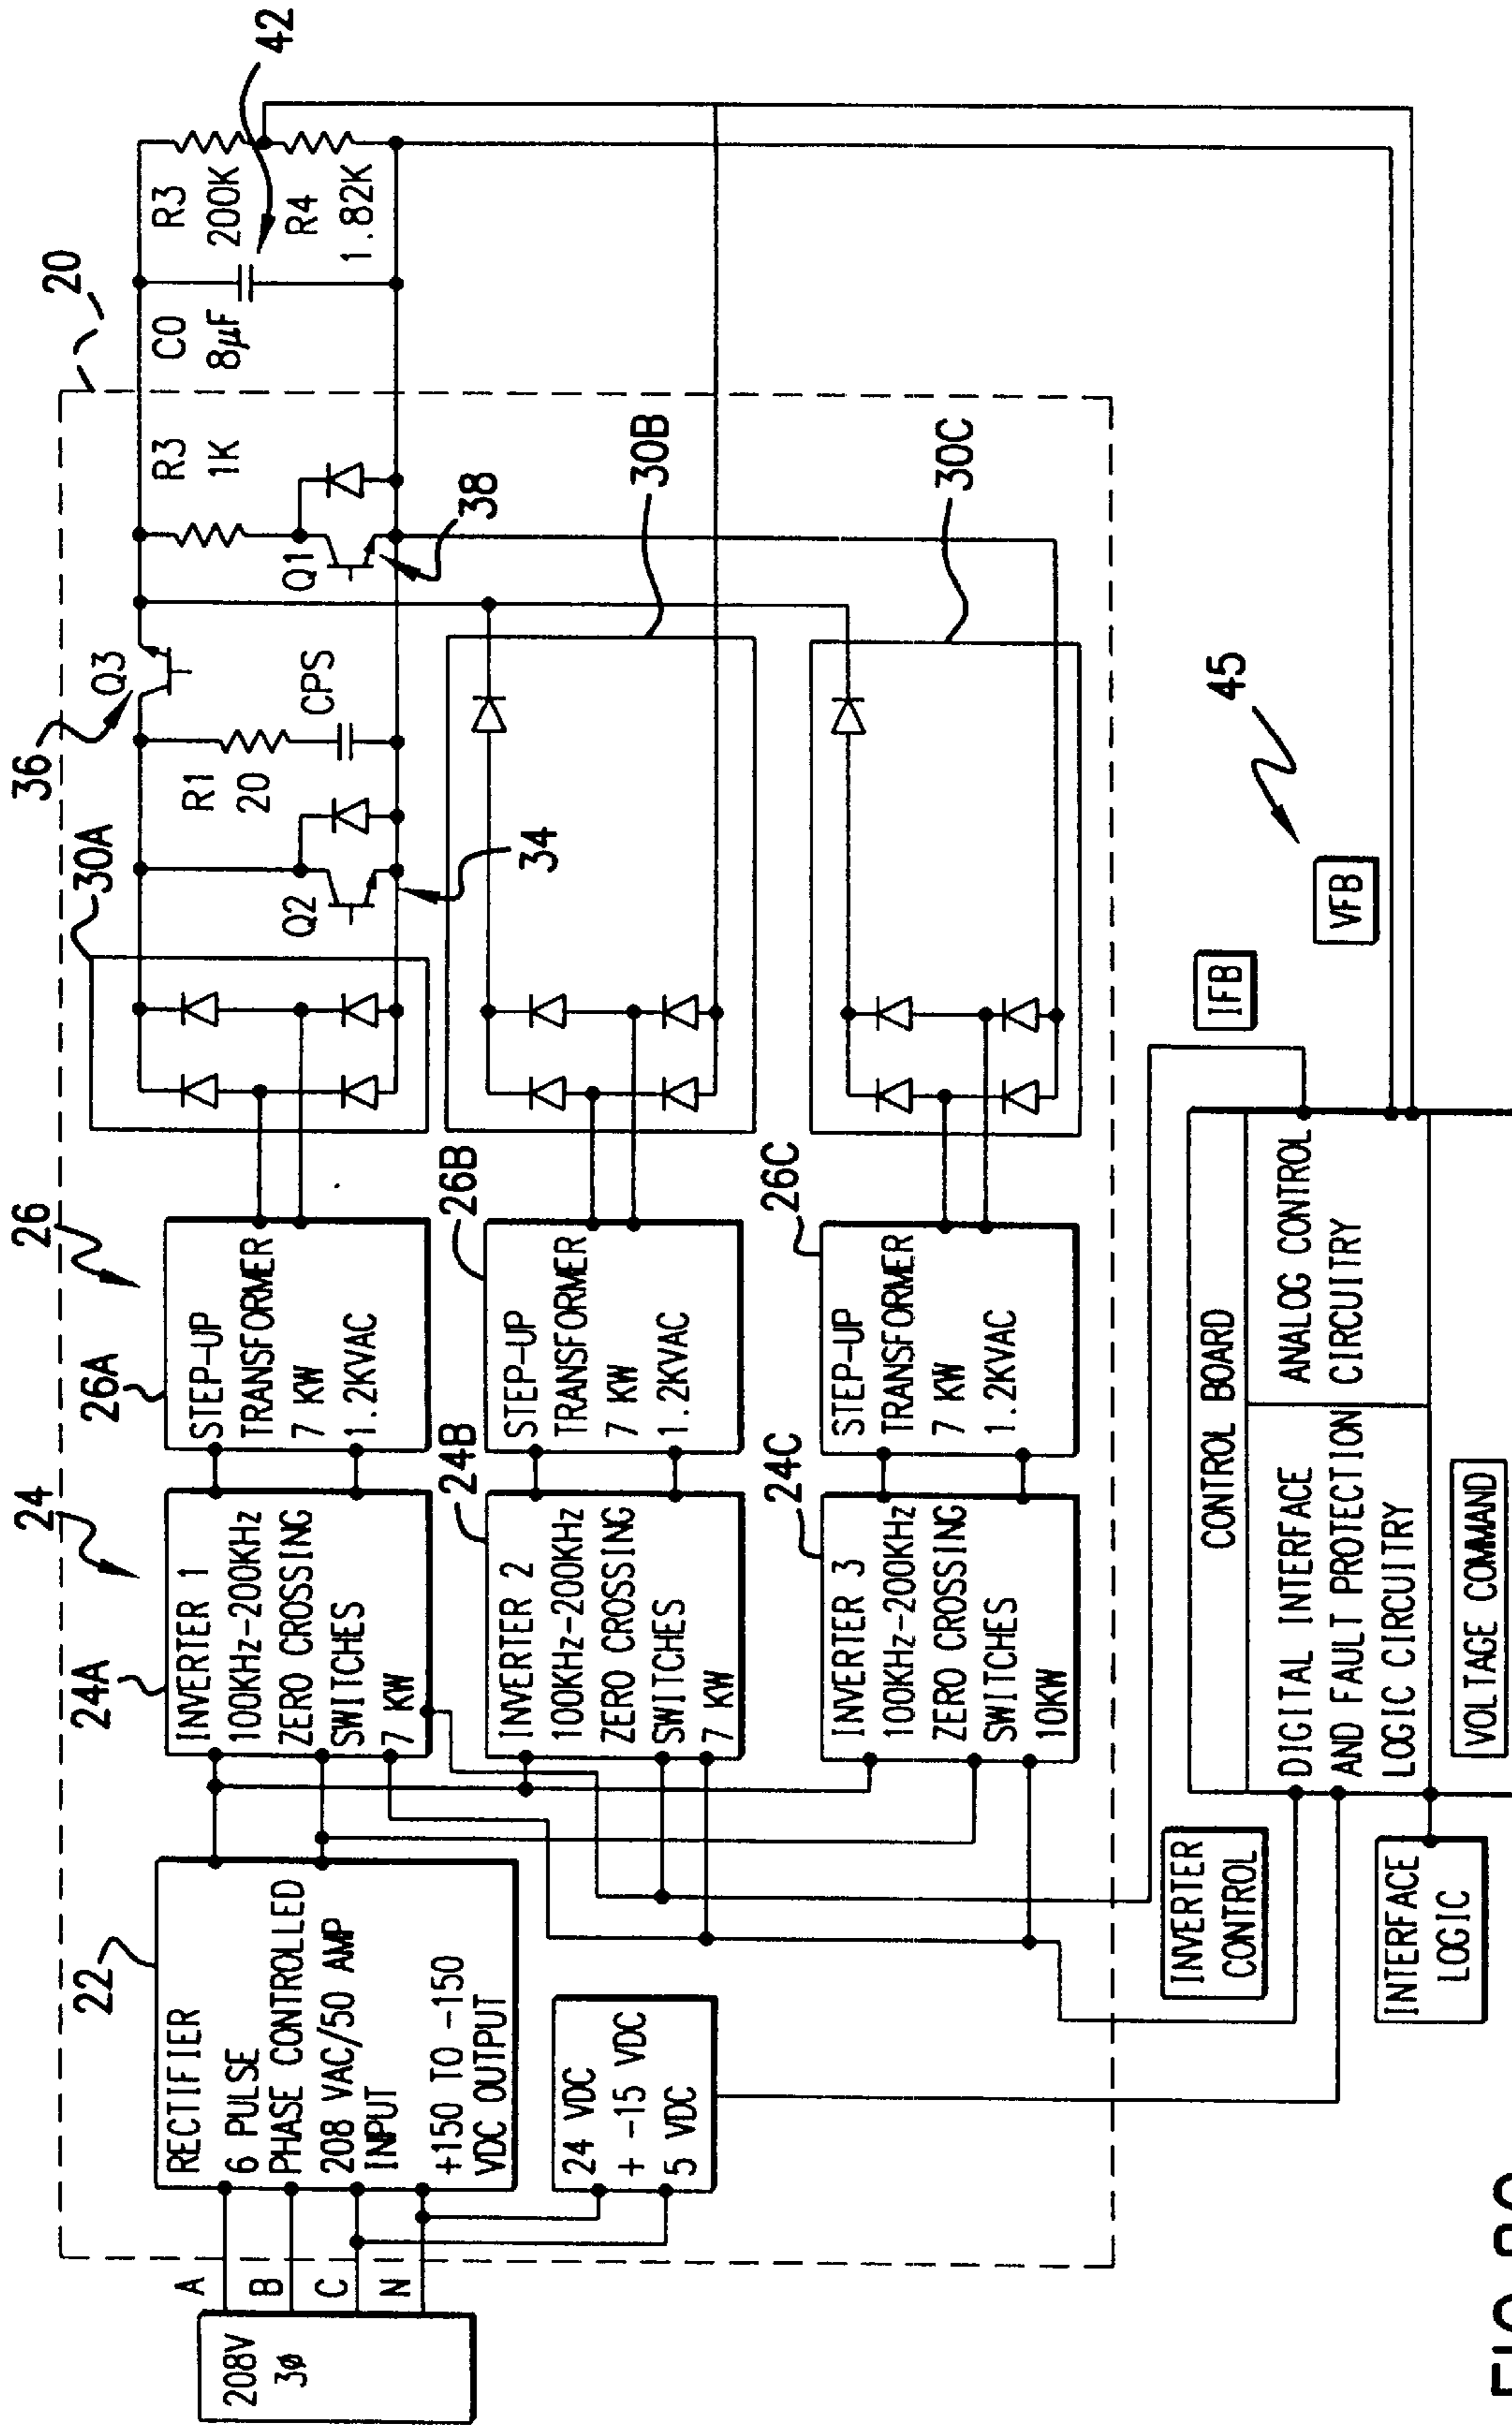 20
42
36
R3
200K
R4
1.82K
C0
8µF
R3
1K
Q1
38
Q3
CPS
R1
20
30A
Q2
34
30B
30C
26
26A
STEP-UP
TRANSFORMER
7 KW
1.2KVAC
26B
STEP-UP
TRANSFORMER
7 KW
1.2KVAC
26C
STEP-UP
TRANSFORMER
7 KW
1.2KVAC
24
24A
INVERTER 1
100KHz-200KHz
ZERO CROSSING
SWITCHES
7 KW
24B
INVERTER 2
100KHz-200KHz
ZERO CROSSING
SWITCHES
7 KW
24C
INVERTER 3
100KHz-200KHz
ZERO CROSSING
SWITCHES
10KW
22
RECTIFIER
6 PULSE
PHASE CONTROLLED
208 VAC/50 AMP
INPUT
+150 TO -150
VDC OUTPUT
24 VDC
+ -15 VDC
5 VDC
A
B
C
N
208V
3ø
45
IFB
VFB
CONTROL BOARD
DIGITAL INTERFACE
AND FAULT PROTECTION
LOGIC CIRCUITRY
ANALOG CONTROL
CIRCUITRY
INVERTER
CONTROL
INTERFACE
LOGIC
VOLTAGE COMMAND